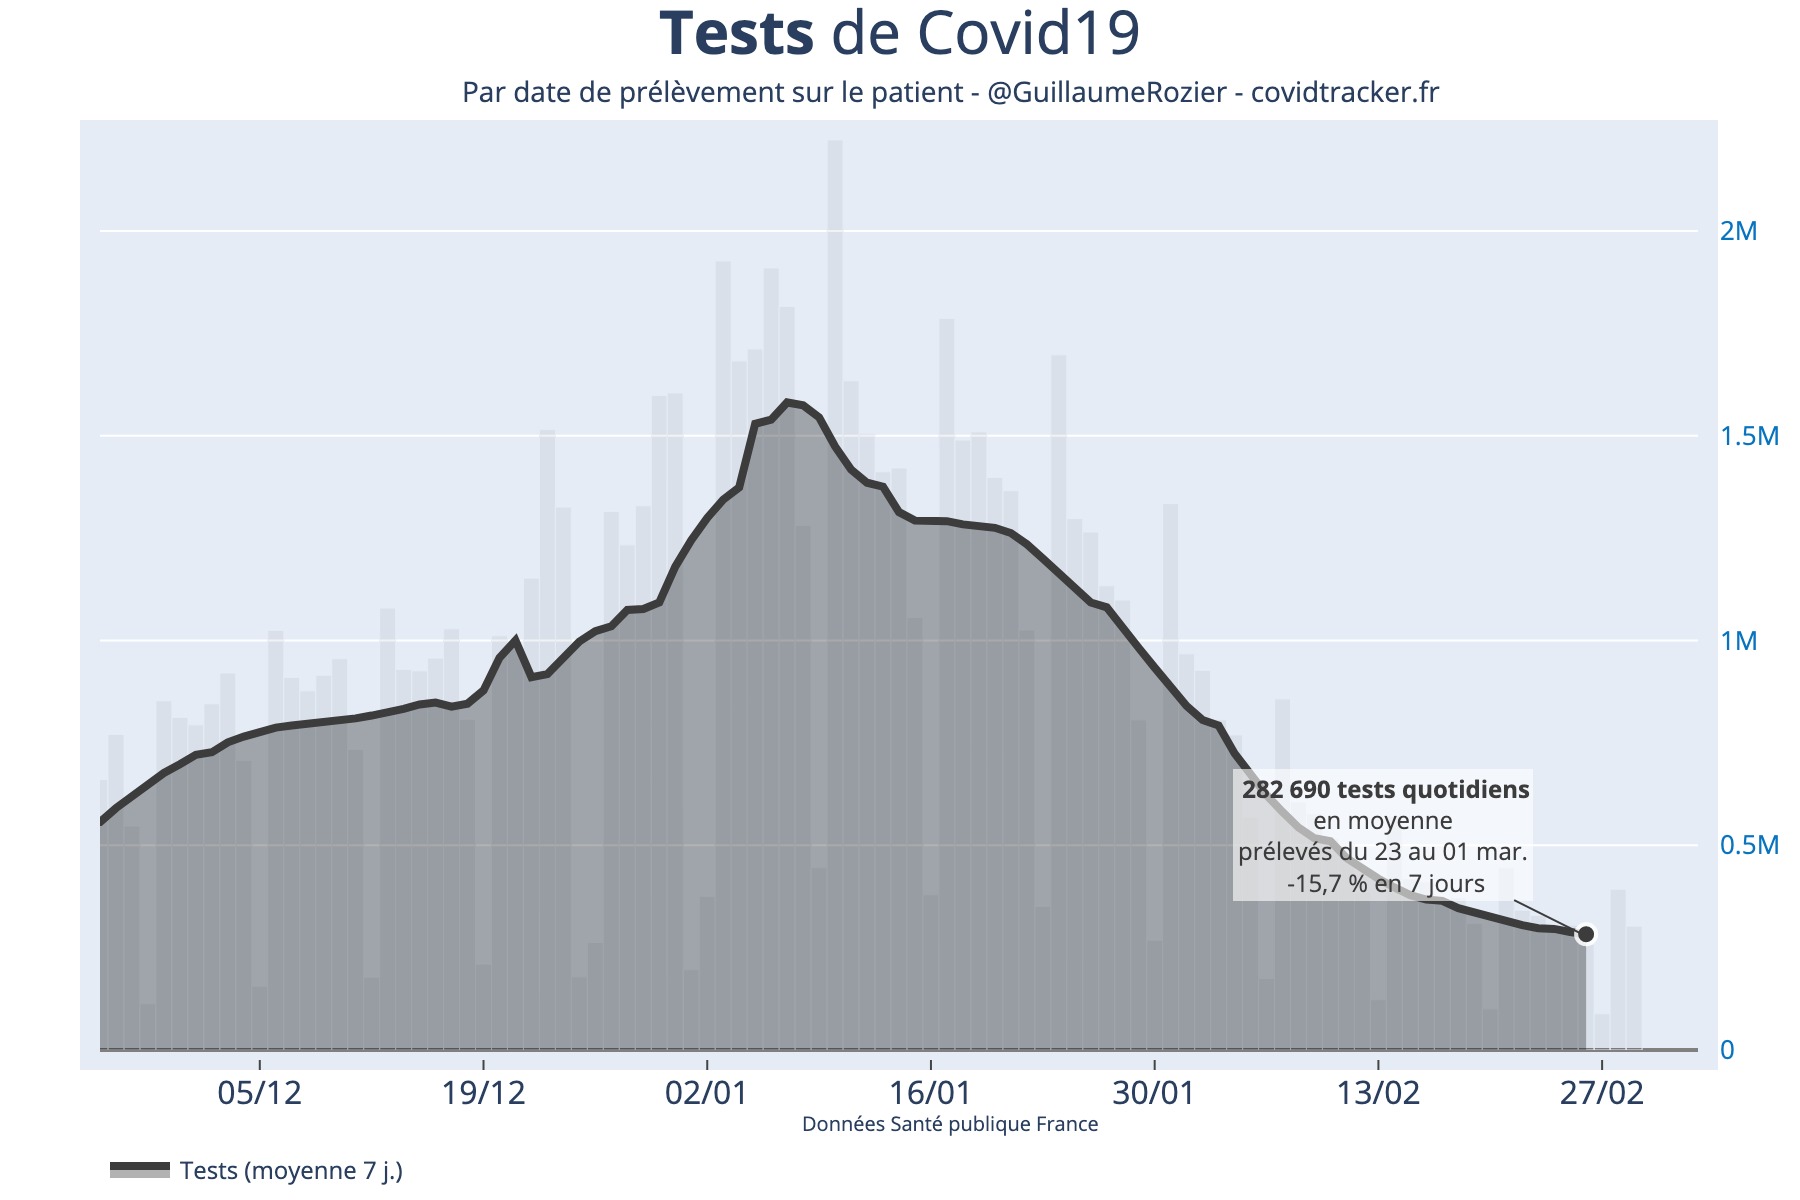 Tests de Covid19
Par date de prélèvement sur le patient - @GuillaumeRozier - covidtracker.fr
2M
1.5M
1M
0.5M
0
282 690 tests quotidiens
en moyenne
prélevés du 23 au 01 mar.
-15,7 % en 7 jours
05/12 19/12 02/01 16/01 30/01 13/02 27/02
Données Santé publique France
Tests (moyenne 7 j.)